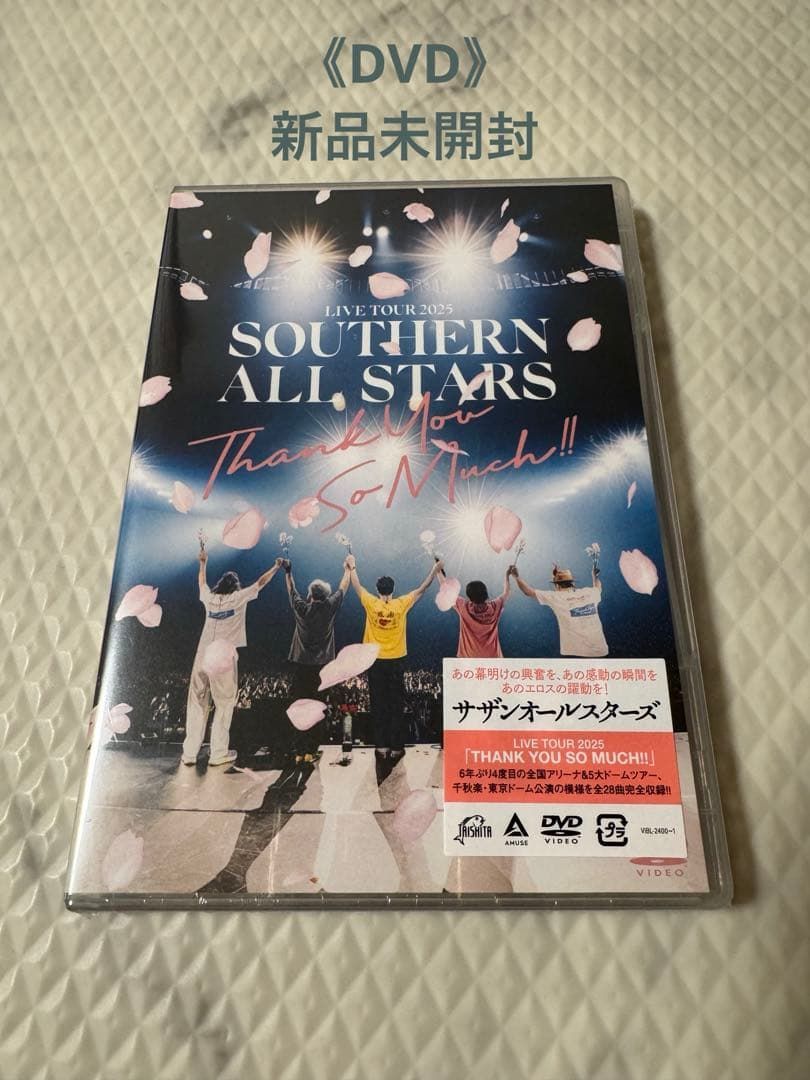 《DVD》
新品未開封
LIVE TOUR 2025
SOUTHERN
ALL STARS
Thank You
So Much!!
あの幕明けの興奮を、あの感動の瞬間を
あのエロスの躍動を!
サザンオールスターズ
LIVE TOUR 2025
「THANK YOU SO MUCH!!」
6年ぶり4度目の全国アリーナ&5大ドームツアー、
千秋楽・東京ドーム公演の模様を全28曲完全収録!!
TAISHITA
AMUSE
DVD
VIDEO
プラ
VIBL-2400~1
VIDEO